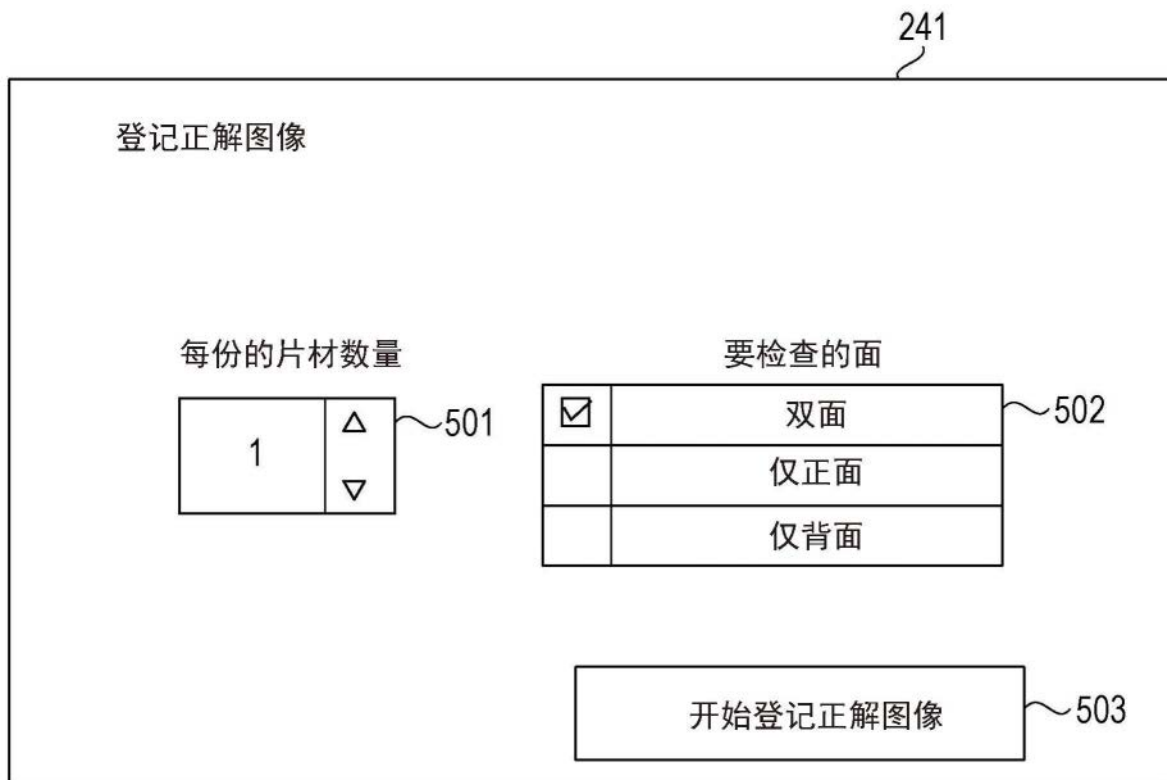 241
登记正解图像
每份的片材数量
要检查的面
1
501
双面
502
仅正面
仅背面
开始登记正解图像
503